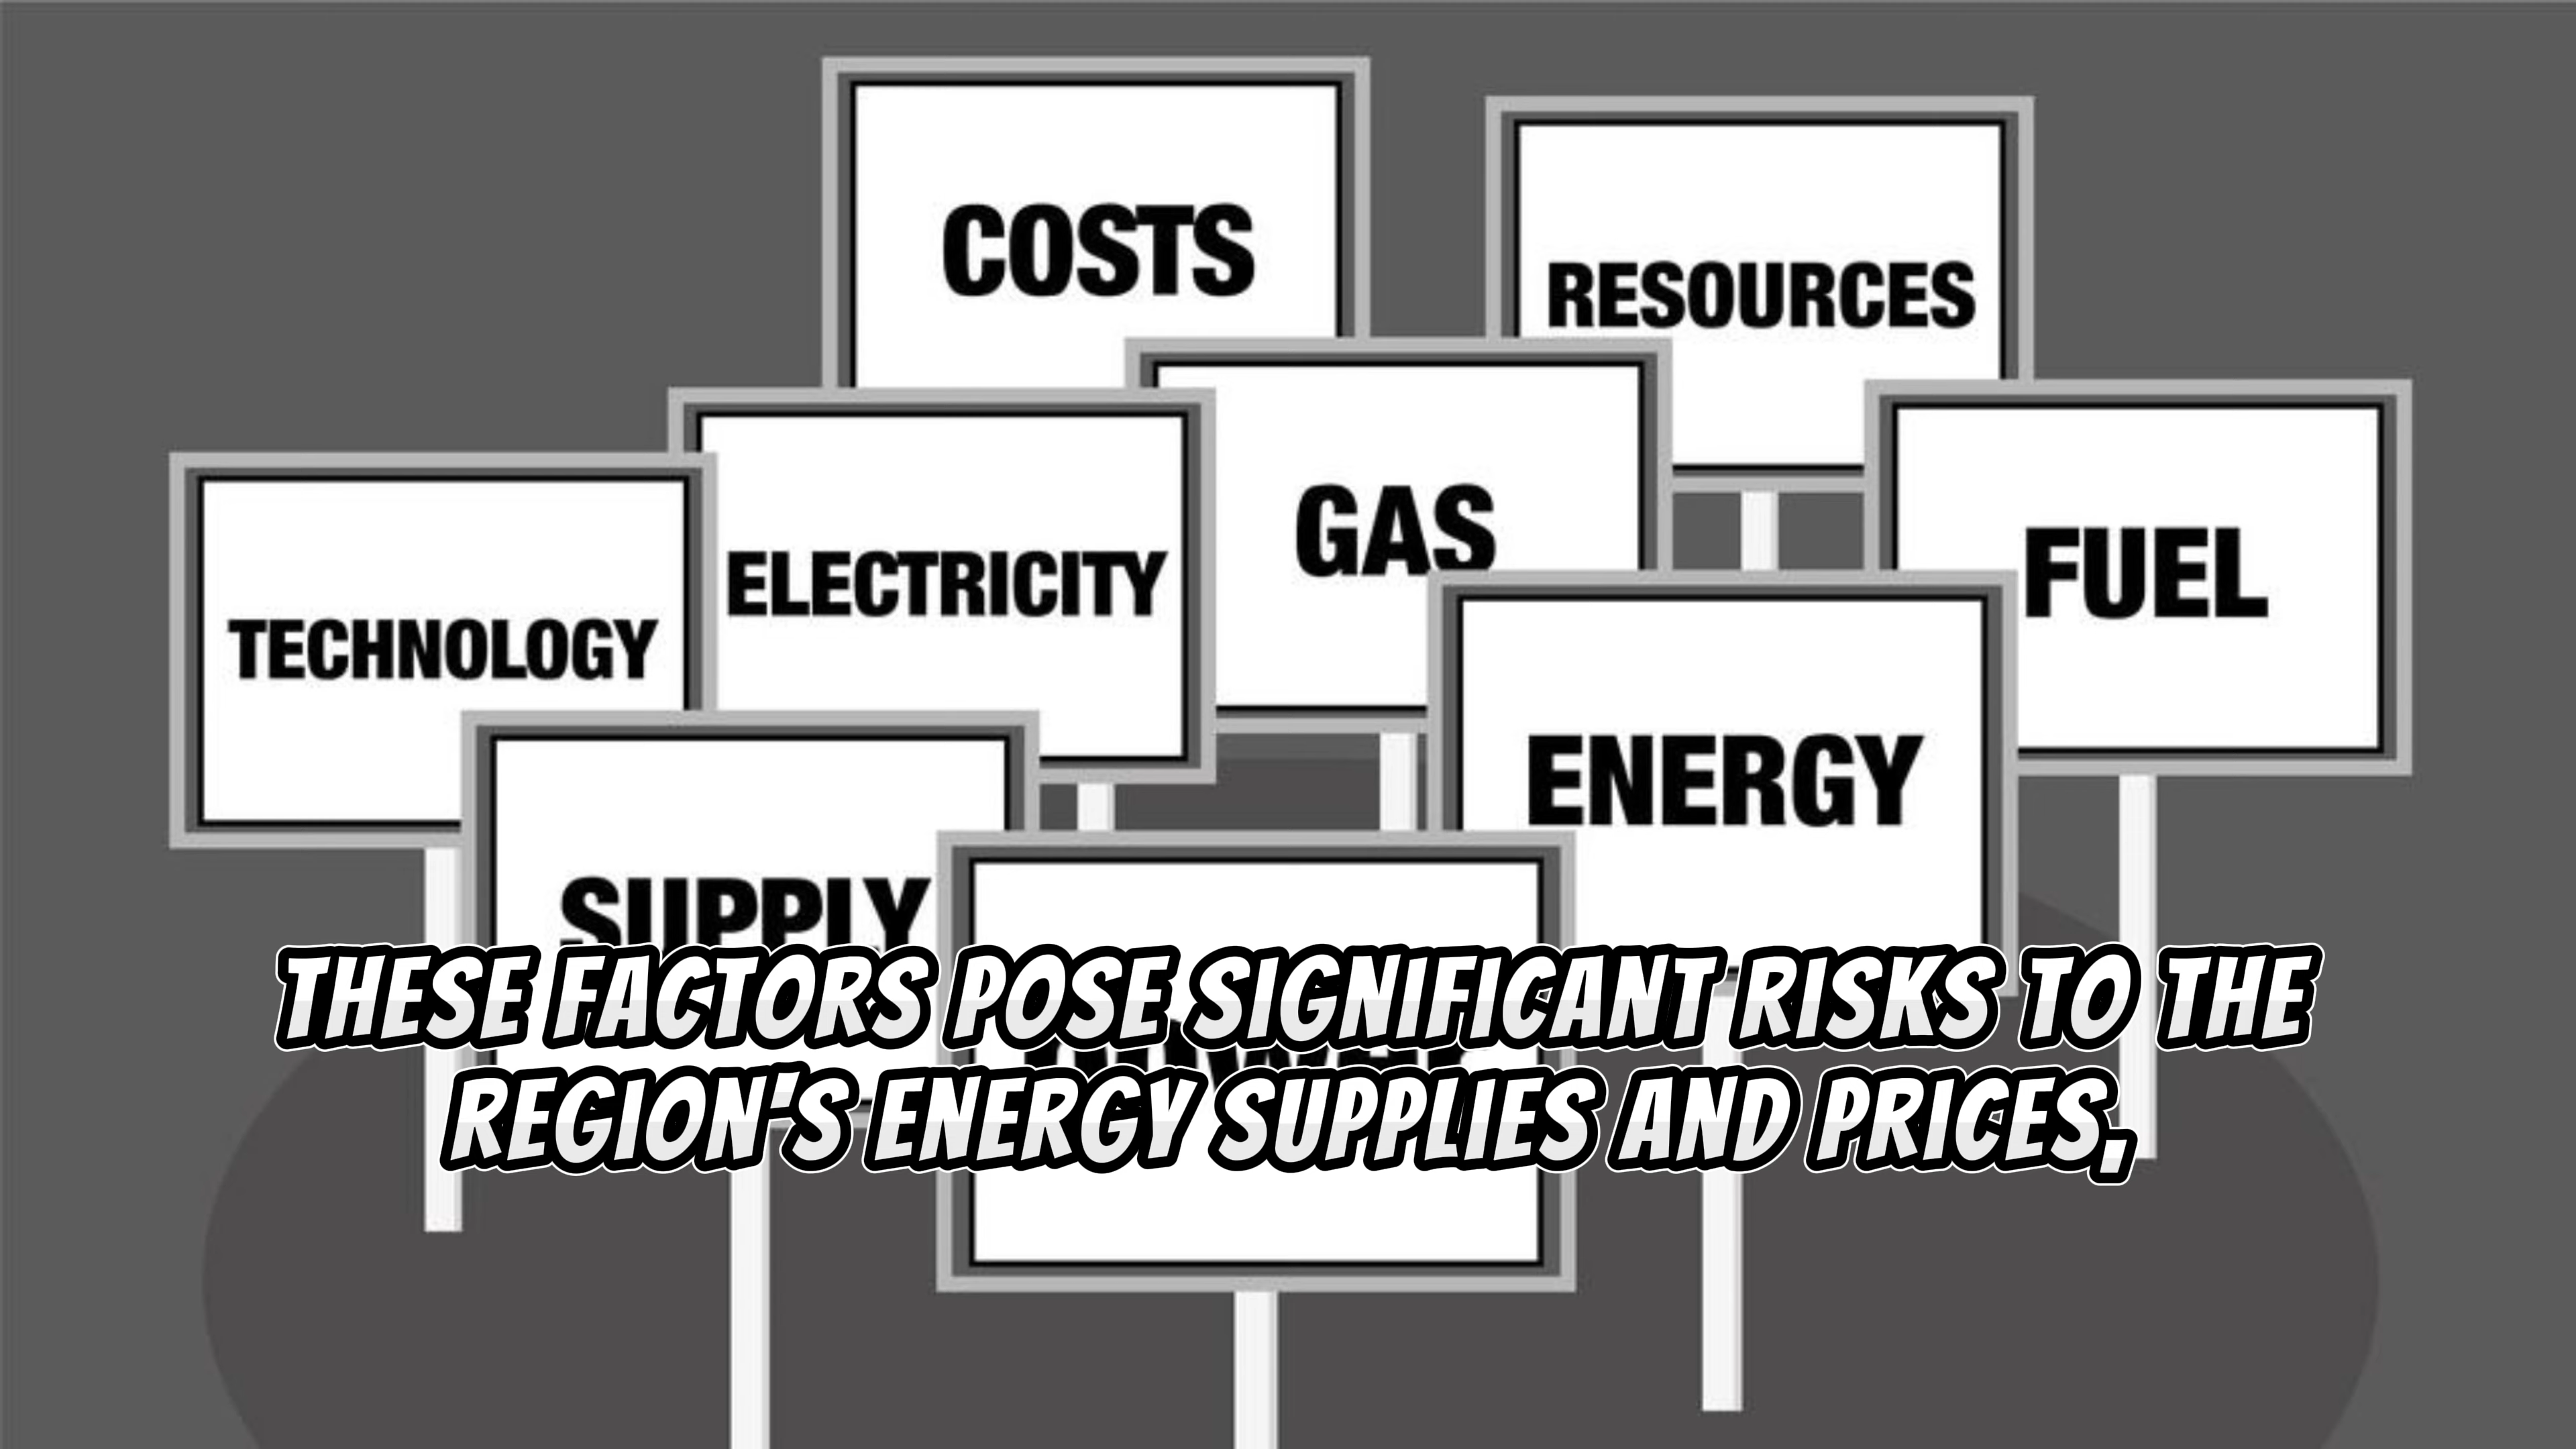 COSTS
RESOURCES
GAS
ELECTRICITY
FUEL
TECHNOLOGY
ENERGY
SUPPLY
THESE FACTORS POSE SIGNIFICANT RISKS TO THE
REGION'S ENERGY SUPPLIES AND PRICES,